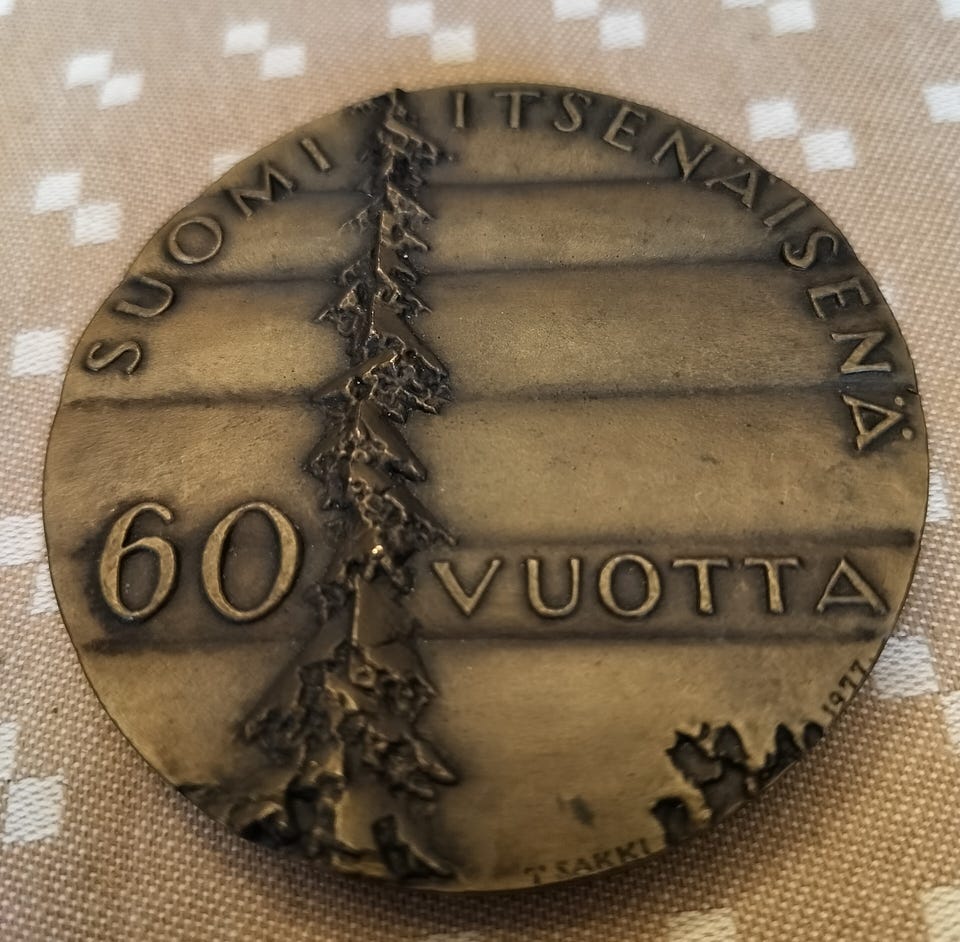 SUOMI ITSENÄISENÄ
60 VUOTTA
1977
T SAKKI